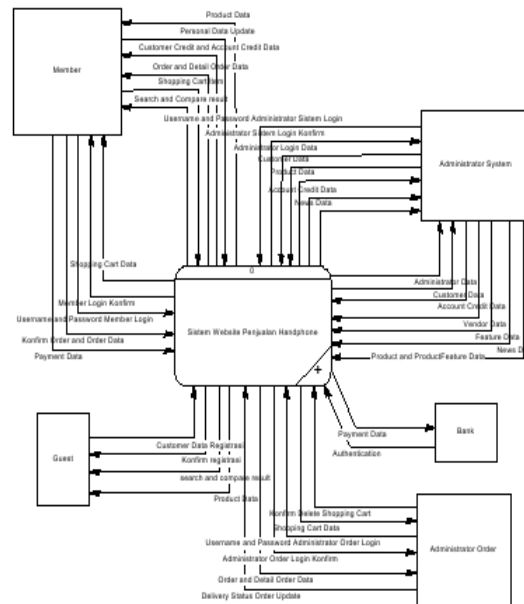 Product Data
Personal Data Update
Customer Credit and Account Credit Data
Order and Detail Order Data
Shopping Cart Item
Search and Compare result
Member
Username and Password Administrator Sistem Login
Administrator Sistem Login Konfirm
Administrator Login Data
Customer Data
Product Data
Account Credit Data
News Data
Administrator System
Shopping Cart Data
Member Login Konfirm
Username and Password Member Login
Konfirm Order and Order Data
Payment Data
0
Sistem Website Penjualan Handphone
+
Administrator Data
Customer Data
Account Credit Data
Vendor Data
Feature Data
News D
Product and ProductFeature Data
Payment Data
Authentication
Bank
Guest
Customer Data Registrasi
Konfirm registrasi
search and compare result
Product Data
Konfirm Delete Shopping Cart
Shopping Cart Data
Username and Password Administrator Order Login
Administrator Order Login Konfirm
Order and Detail Order Data
Delivery Status Order Update
Administrator Order